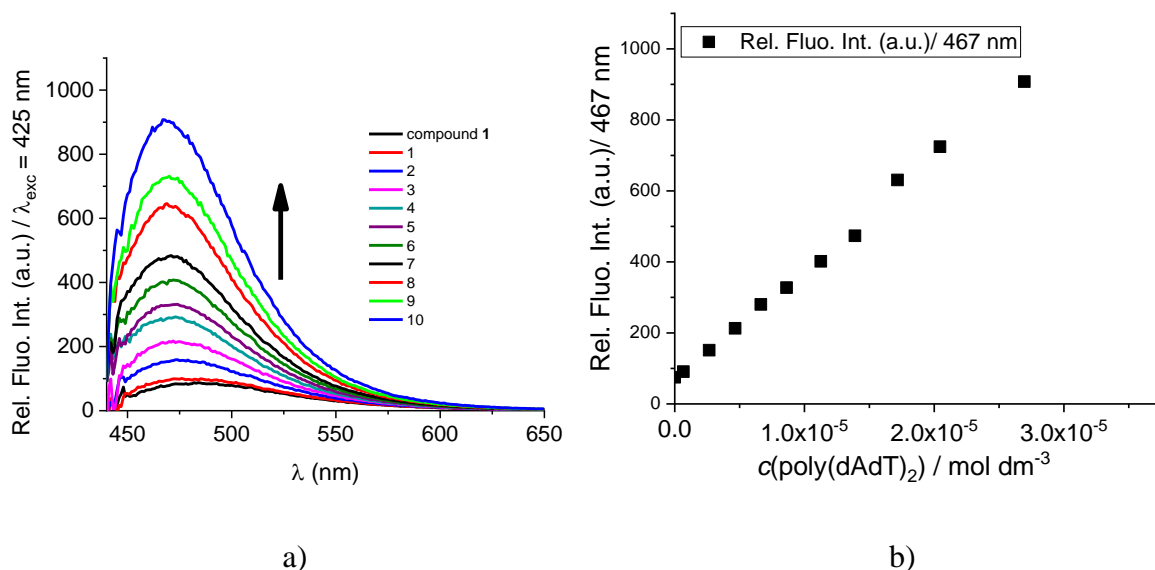 Rel. Fluo. Int. (a.u.) / λexc = 425 nm
1000
800
600
400
200
0
450
500
550
600
650
λ (nm)
compound 1
1
2
3
4
5
6
7
8
9
10
a)
Rel. Fluo. Int. (a.u.)/ 467 nm
Rel. Fluo. Int. (a.u.)/ 467 nm
1000
800
600
400
200
0
0.0
1.0x10⁻⁵
2.0x10⁻⁵
3.0x10⁻⁵
c(poly(dAdT)₂) / mol dm⁻³
b)